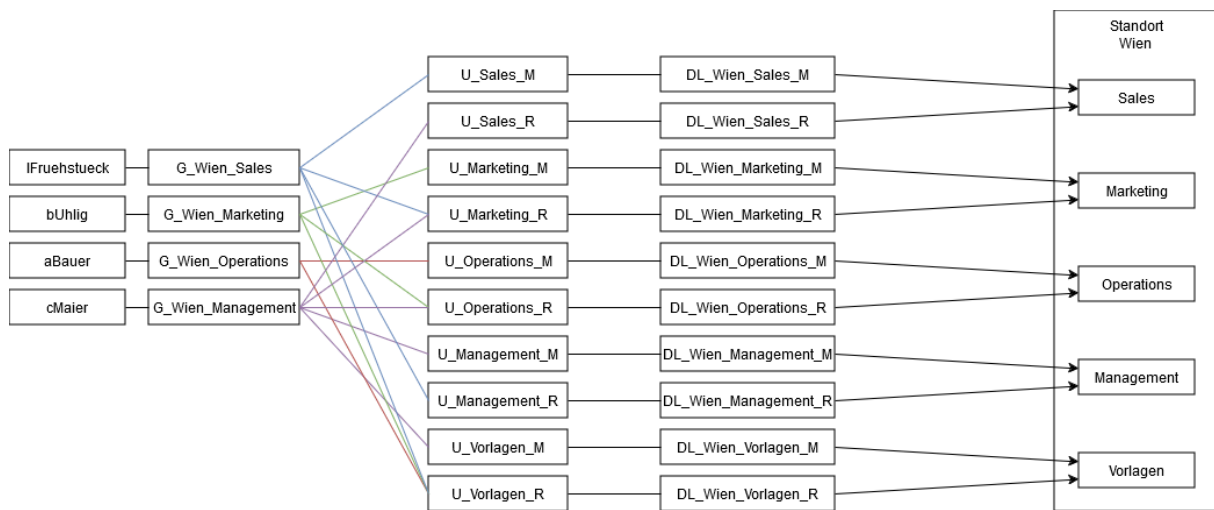 Standort
Wien
U_Sales_M
DL_Wien_Sales_M
Sales
U_Sales_R
DL_Wien_Sales_R
lFruehstueck
G_Wien_Sales
U_Marketing_M
DL_Wien_Marketing_M
Marketing
bUhlig
G_Wien_Marketing
U_Marketing_R
DL_Wien_Marketing_R
aBauer
G_Wien_Operations
U_Operations_M
DL_Wien_Operations_M
Operations
cMaier
G_Wien_Management
U_Operations_R
DL_Wien_Operations_R
U_Management_M
DL_Wien_Management_M
Management
U_Management_R
DL_Wien_Management_R
U_Vorlagen_M
DL_Wien_Vorlagen_M
Vorlagen
U_Vorlagen_R
DL_Wien_Vorlagen_R